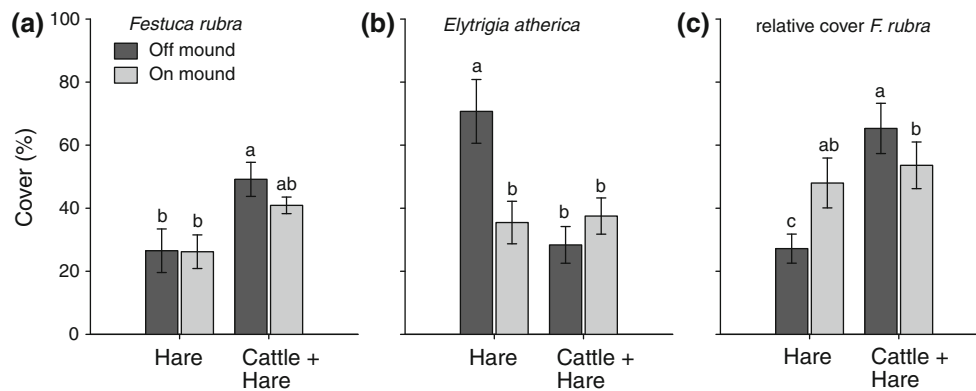 (a) Festuca rubra
Off mound
On mound
Cover (%)
100
80
60
40
20
0
b
b
a
ab
Hare
Cattle +
Hare
(b) Elytrigia atherica
a
b
b
b
Hare
Cattle +
Hare
(c) relative cover F. rubra
c
ab
a
b
Hare
Cattle +
Hare